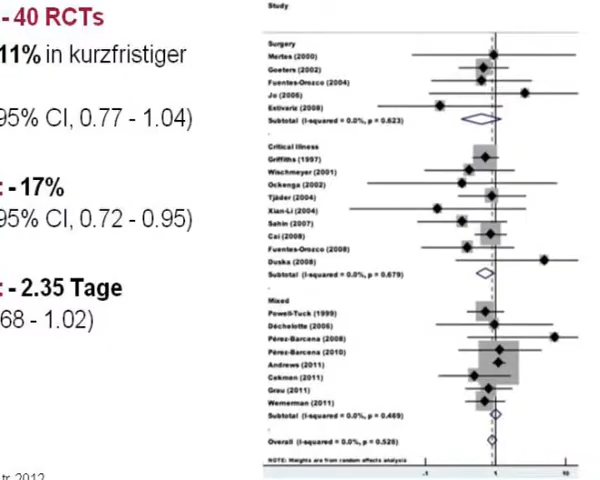 - 40 RCTs
11% in kurzfristiger
95% CI, 0.77 - 1.04)
: - 17%
95% CI, 0.72 - 0.95)
: - 2.35 Tage
68 - 1.02)
tr. 2012
Study
Surgery
Mertes (2000)
Goeters (2002)
Fuentes-Orozco (2004)
Jo (2006)
Estivariz (2008)
Subtotal (I-squared = 0.0%, p = 0.623)
.
Critical Illness
Griffiths (1997)
Wischmeyer (2001)
Ockenga (2002)
Tjäder (2004)
Xian-Li (2004)
Sahin (2007)
Cai (2008)
Fuentes-Orozco (2008)
Duska (2008)
Subtotal (I-squared = 0.0%, p = 0.679)
.
Mixed
Powell-Tuck (1999)
Déchelotte (2006)
Pérez-Barcena (2008)
Pérez-Barcena (2010)
Andrews (2011)
Cekmen (2011)
Grau (2011)
Wernerman (2011)
Subtotal (I-squared = 0.0%, p = 0.469)
.
Overall (I-squared = 0.0%, p = 0.528)
NOTE: Weights are from random effects analysis
.1 1 10